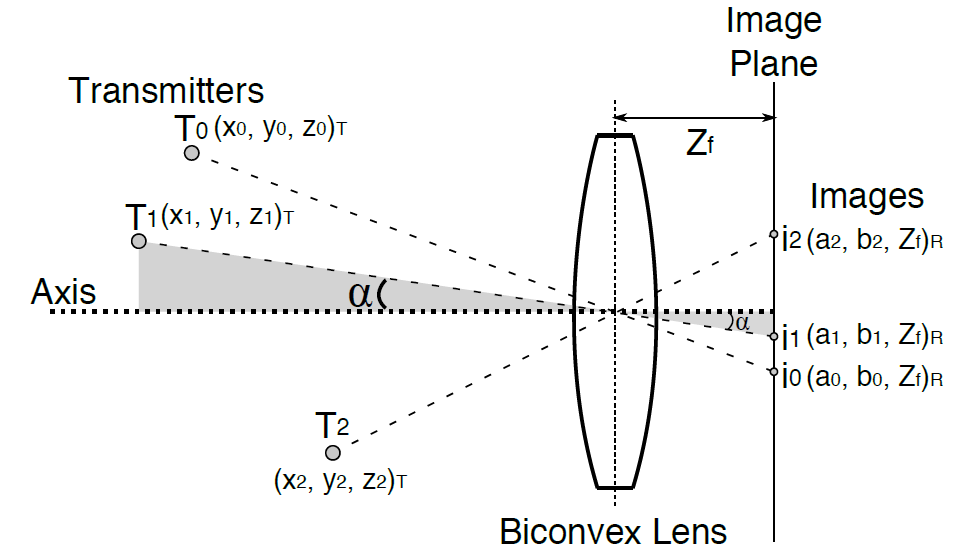 Image
Plane
Transmitters
T0 (x0, y0, z0)T
Zf
T1 (x1, y1, z1)T
Images
i2 (a2, b2, Zf)R
Axis
α
α
i1 (a1, b1, Zf)R
i0 (a0, b0, Zf)R
T2
(x2, y2, z2)T
Biconvex Lens